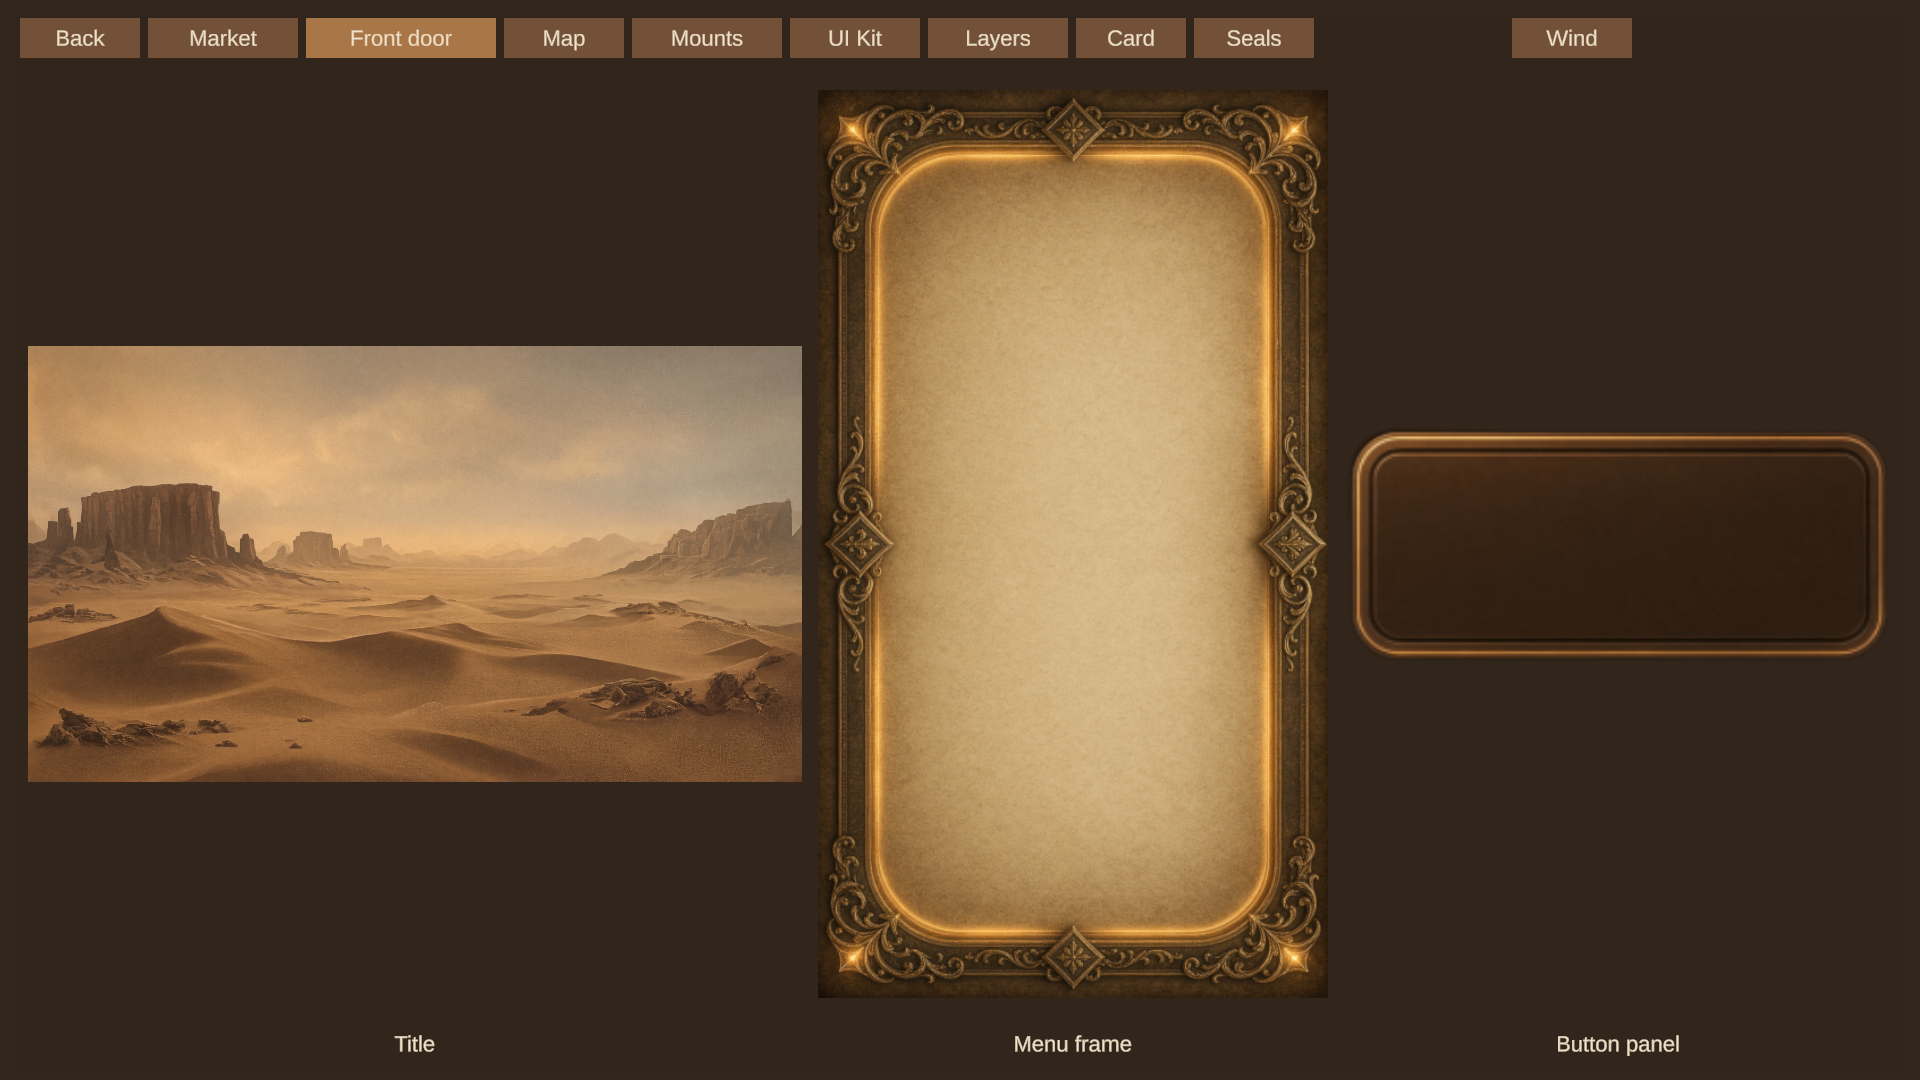 Back
Market
Front door
Map
Mounts
UI Kit
Layers
Card
Seals
Wind
Title
Menu frame
Button panel